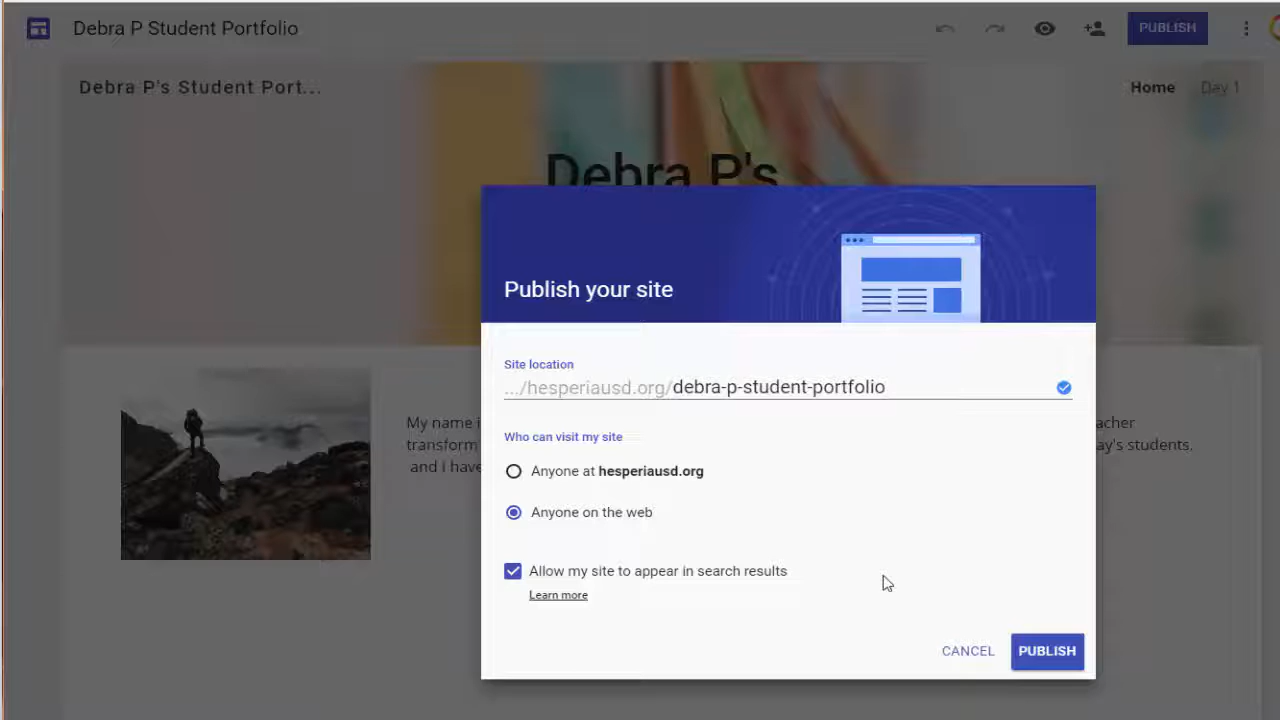 Debra P Student Portfolio
PUBLISH
Debra P's Student Port...
Home
Day 1
Debra P's
Publish your site
Site location
.../hesperiausd.org/debra-p-student-portfolio
Who can visit my site
Anyone at hesperiausd.org
Anyone on the web
Allow my site to appear in search results
Learn more
CANCEL
PUBLISH
My name i
acher
transform
ay's students.
and i have